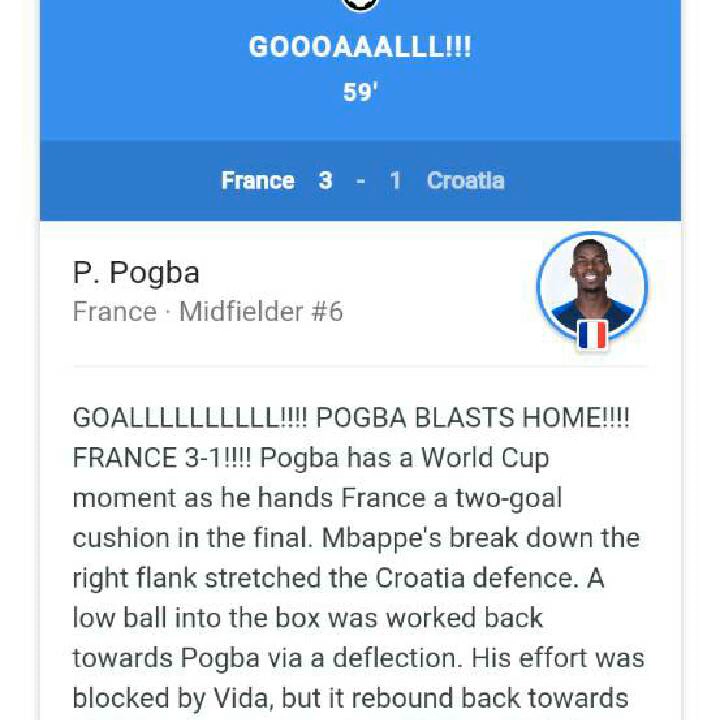 GOOOAAALLL!!!
59'
France 3 - 1 Croatia
P. Pogba
France · Midfielder #6
GOALLLLLLLLLL!!!! POGBA BLASTS HOME!!!!
FRANCE 3-1!!!! Pogba has a World Cup
moment as he hands France a two-goal
cushion in the final. Mbappe's break down the
right flank stretched the Croatia defence. A
low ball into the box was worked back
towards Pogba via a deflection. His effort was
blocked by Vida, but it rebound back towards